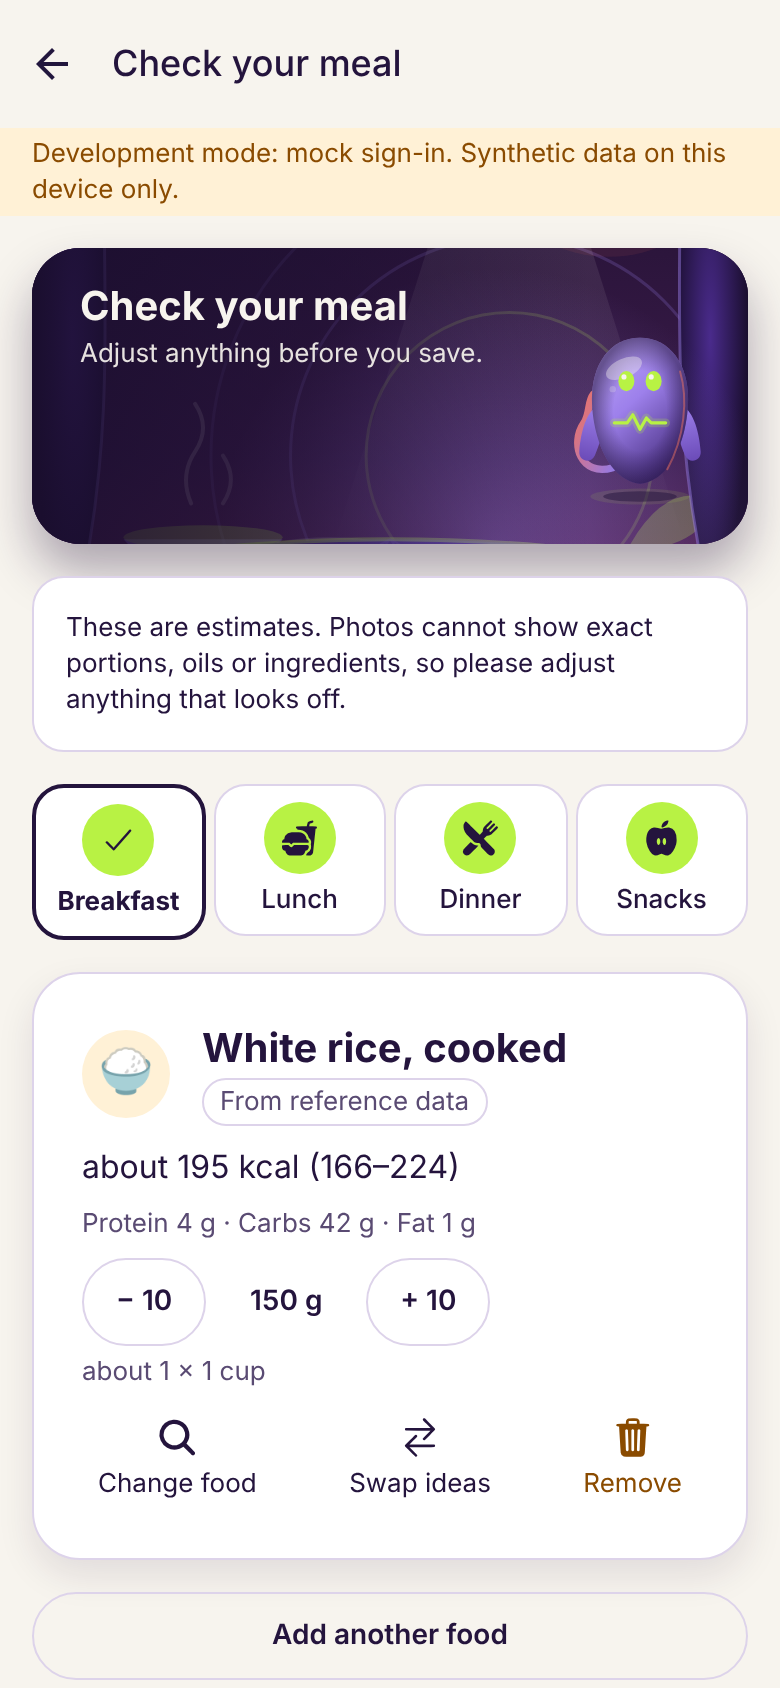 Check your meal
Development mode: mock sign-in. Synthetic data on this
device only.
Check your meal
Adjust anything before you save.
These are estimates. Photos cannot show exact
portions, oils or ingredients, so please adjust
anything that looks off.
Breakfast
Lunch
Dinner
Snacks
White rice, cooked
From reference data
about 195 kcal (166–224)
Protein 4 g · Carbs 42 g · Fat 1 g
− 10
150 g
+ 10
about 1 × 1 cup
Change food
Swap ideas
Remove
Add another food